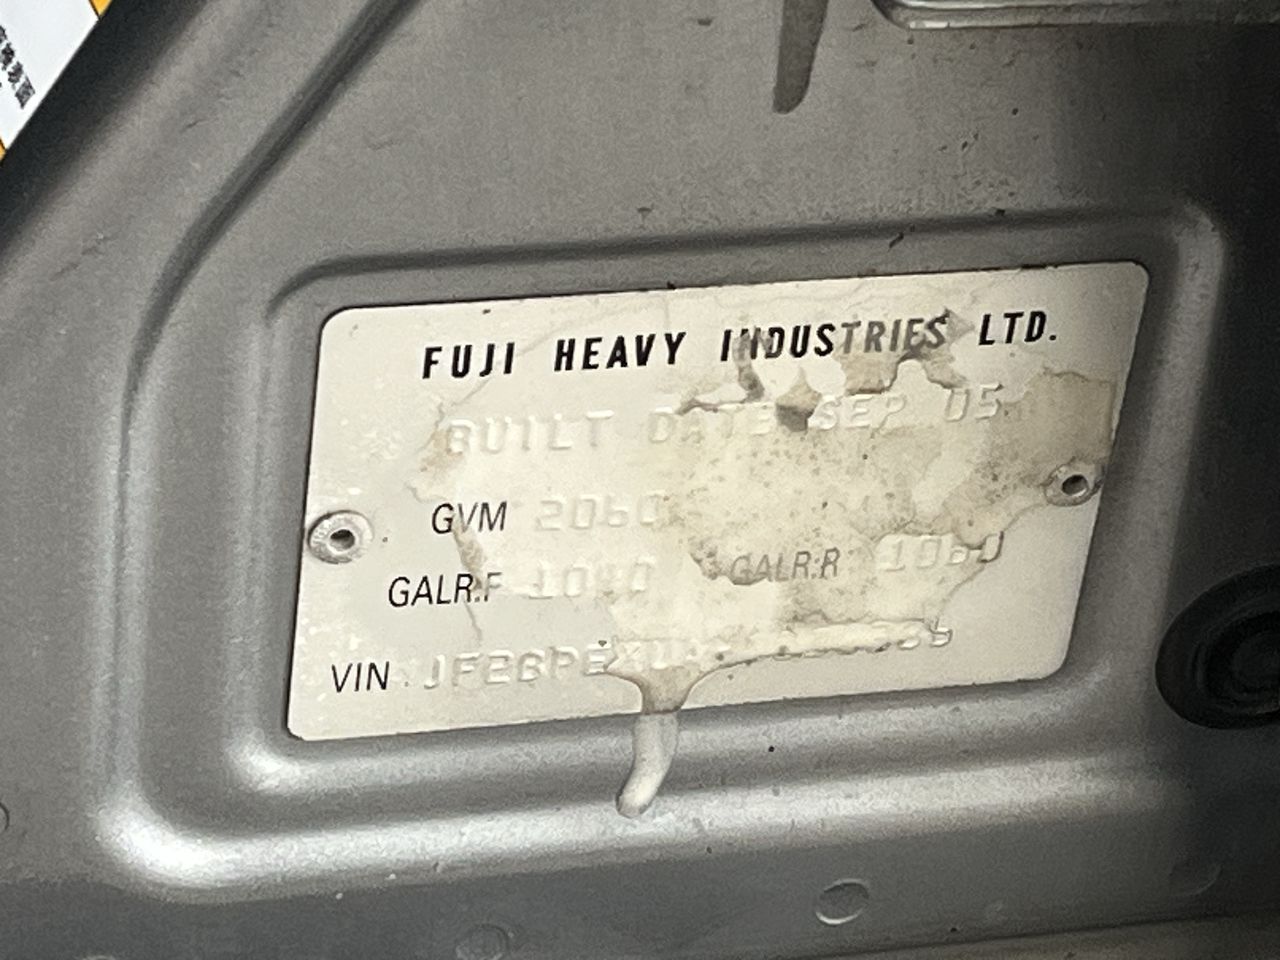 FUJI HEAVY INDUSTRIES LTD.
BUILT DATE SEP 05
GVM 2060
GALR:F 1040 GALR:R 1060
VIN